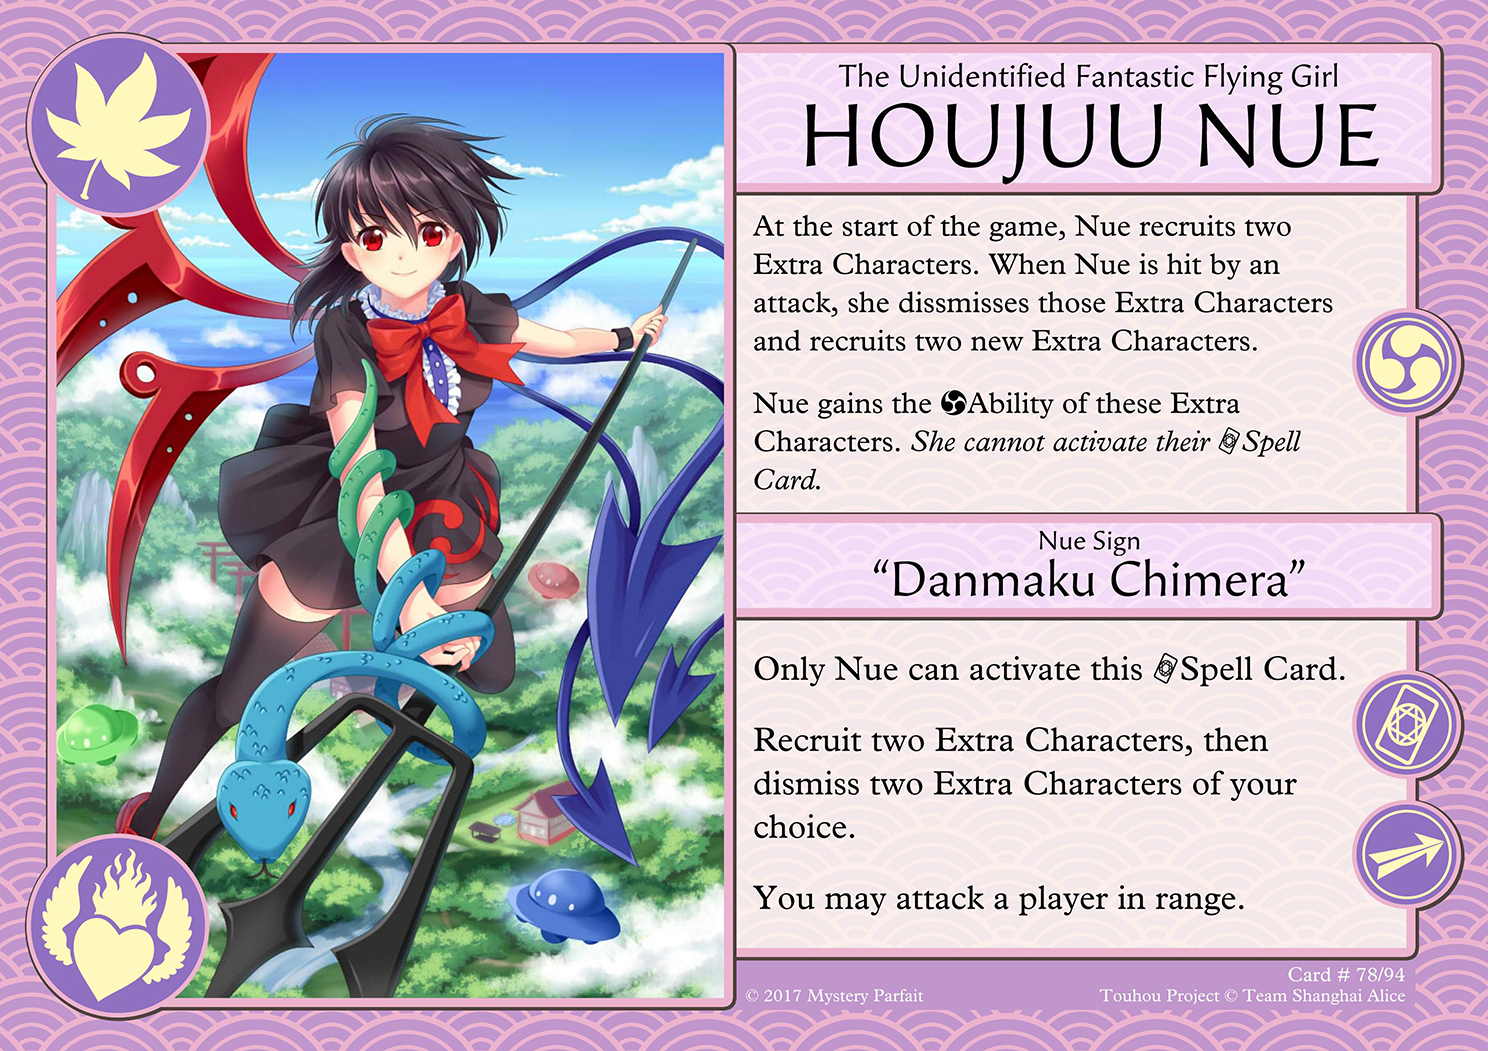 The Unidentified Fantastic Flying Girl
HOUJUU NUE
At the start of the game, Nue recruits two
Extra Characters. When Nue is hit by an
attack, she dissmisses those Extra Characters
and recruits two new Extra Characters.
Nue gains the Ability of these Extra
Characters. She cannot activate their Spell
Card.
Nue Sign
“Danmaku Chimera”
Only Nue can activate this Spell Card.
Recruit two Extra Characters, then
dismiss two Extra Characters of your
choice.
You may attack a player in range.
Card # 78/94
© 2017 Mystery Parfait
Touhou Project © Team Shanghai Alice